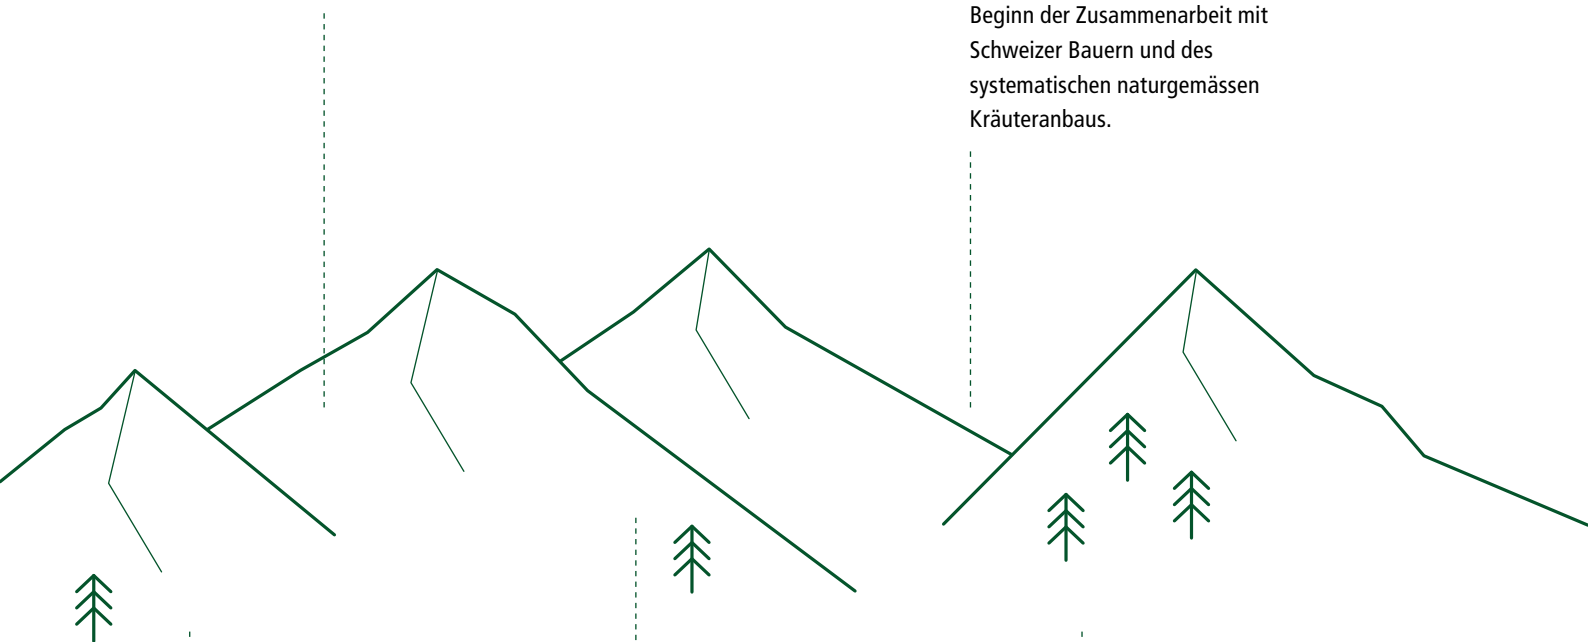 Beginn der Zusammenarbeit mit
Schweizer Bauern und des
systematischen naturgemässen
Kräuteranbaus.